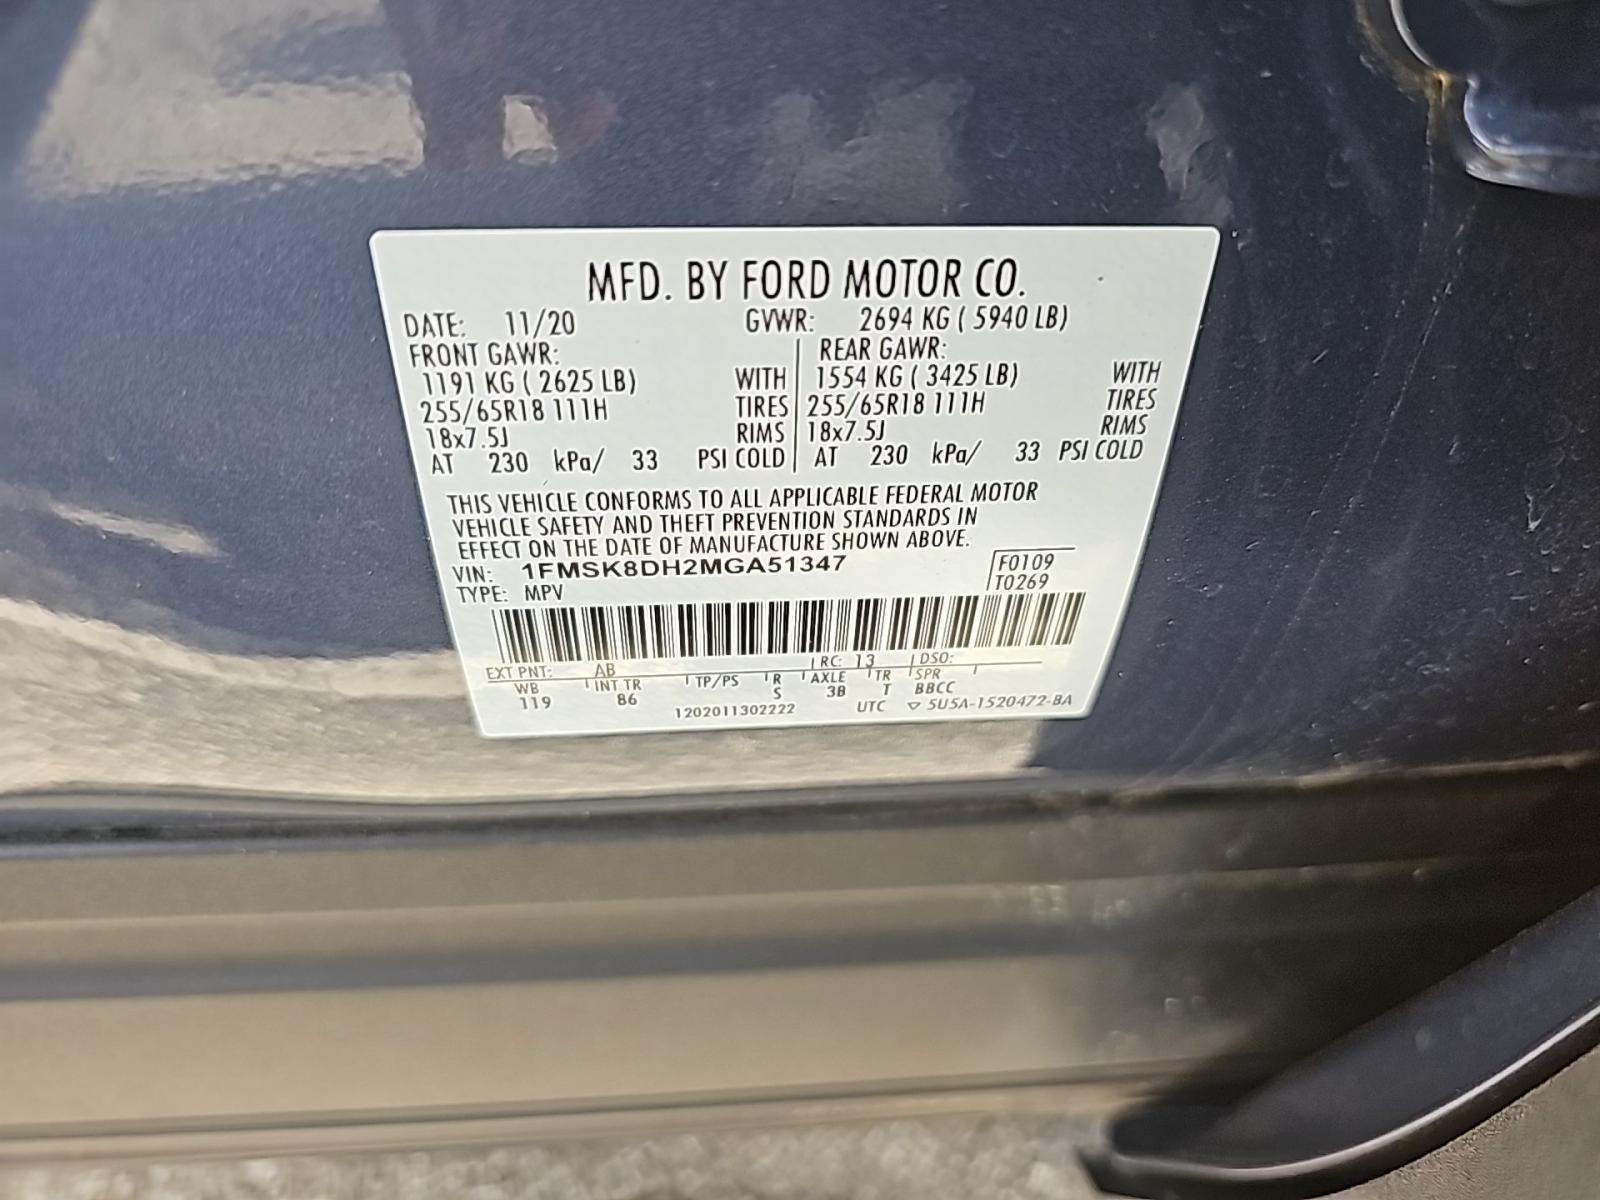 MFD. BY FORD MOTOR CO.
DATE: 11/20 GVWR: 2694 KG ( 5940 LB)
FRONT GAWR: REAR GAWR:
1191 KG ( 2625 LB) WITH 1554 KG ( 3425 LB) WITH
255/65R18 111H TIRES 255/65R18 111H TIRES
18x7.5J RIMS 18x7.5J RIMS
AT 230 kPa/ 33 PSI COLD AT 230 kPa/ 33 PSI COLD
THIS VEHICLE CONFORMS TO ALL APPLICABLE FEDERAL MOTOR
VEHICLE SAFETY AND THEFT PREVENTION STANDARDS IN
EFFECT ON THE DATE OF MANUFACTURE SHOWN ABOVE.
VIN: 1FMSK8DH2MGA51347 F0109
TYPE: MPV T0269
EXT PNT: AB RC: 13 DSO:
WB INT TR TP/PS R AXLE TR SPR
119 86 S 3B T BBCC
1202011302222 UTC ▽ 5U5A-1520472-BA